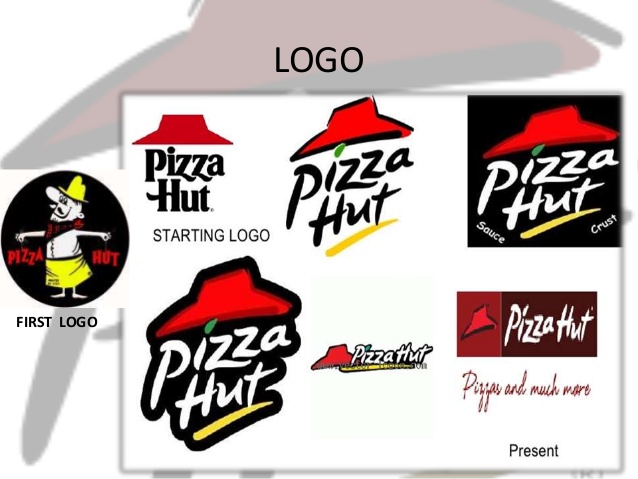 LOGO
Pizza
Hut
STARTING LOGO
Pizza
Hut
Pizza
Hut
Sauce
Crust
PIZZA HUT
FIRST LOGO
Pizza
Hut
Pizza Hut
Pizza Hut
Pizzas and much more
Present